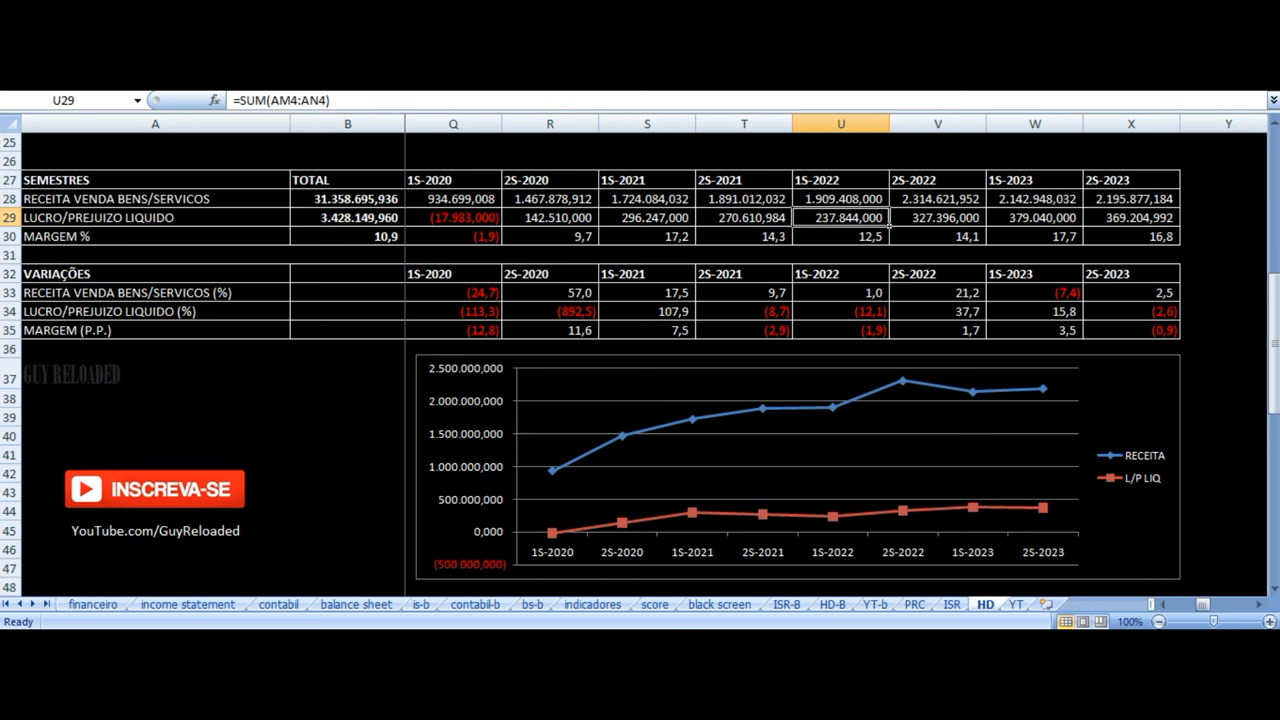 U29 fx =SUM(AM4:AN4)
A B Q R S T U V W X Y
25
26
27 SEMESTRES TOTAL 1S-2020 2S-2020 1S-2021 2S-2021 1S-2022 2S-2022 1S-2023 2S-2023
28 RECEITA VENDA BENS/SERVICOS 31.358.695,936 934.699,008 1.467.878,912 1.724.084,032 1.891.012,032 1.909.408,000 2.314.621,952 2.142.948,032 2.195.877,184
29 LUCRO/PREJUIZO LIQUIDO 3.428.149,960 (17.983,000) 142.510,000 296.247,000 270.610,984 237.844,000 327.396,000 379.040,000 369.204,992
30 MARGEM % 10,9 (1,9) 9,7 17,2 14,3 12,5 14,1 17,7 16,8
31
32 VARIAÇÕES 1S-2020 2S-2020 1S-2021 2S-2021 1S-2022 2S-2022 1S-2023 2S-2023
33 RECEITA VENDA BENS/SERVICOS (%) (24,7) 57,0 17,5 9,7 1,0 21,2 (7,4) 2,5
34 LUCRO/PREJUIZO LIQUIDO (%) (113,3) (892,5) 107,9 (8,7) (12,1) 37,7 15,8 (2,6)
35 MARGEM (P.P.) (12,8) 11,6 7,5 (2,9) (1,9) 1,7 3,5 (0,9)
36
37 GUY RELOADED
38
39
40
41
42
43
44
45
46
47
48
INSCREVA-SE
YouTube.com/GuyReloaded
2.500.000,000
2.000.000,000
1.500.000,000
1.000.000,000
500.000,000
0,000
(500.000,000)
1S-2020 2S-2020 1S-2021 2S-2021 1S-2022 2S-2022 1S-2023 2S-2023
RECEITA
L/P LIQ
financeiro income statement contabil balance sheet is-b contabil-b bs-b indicadores score black screen ISR-B HD-B YT-b PRC ISR HD YT
Ready 100%